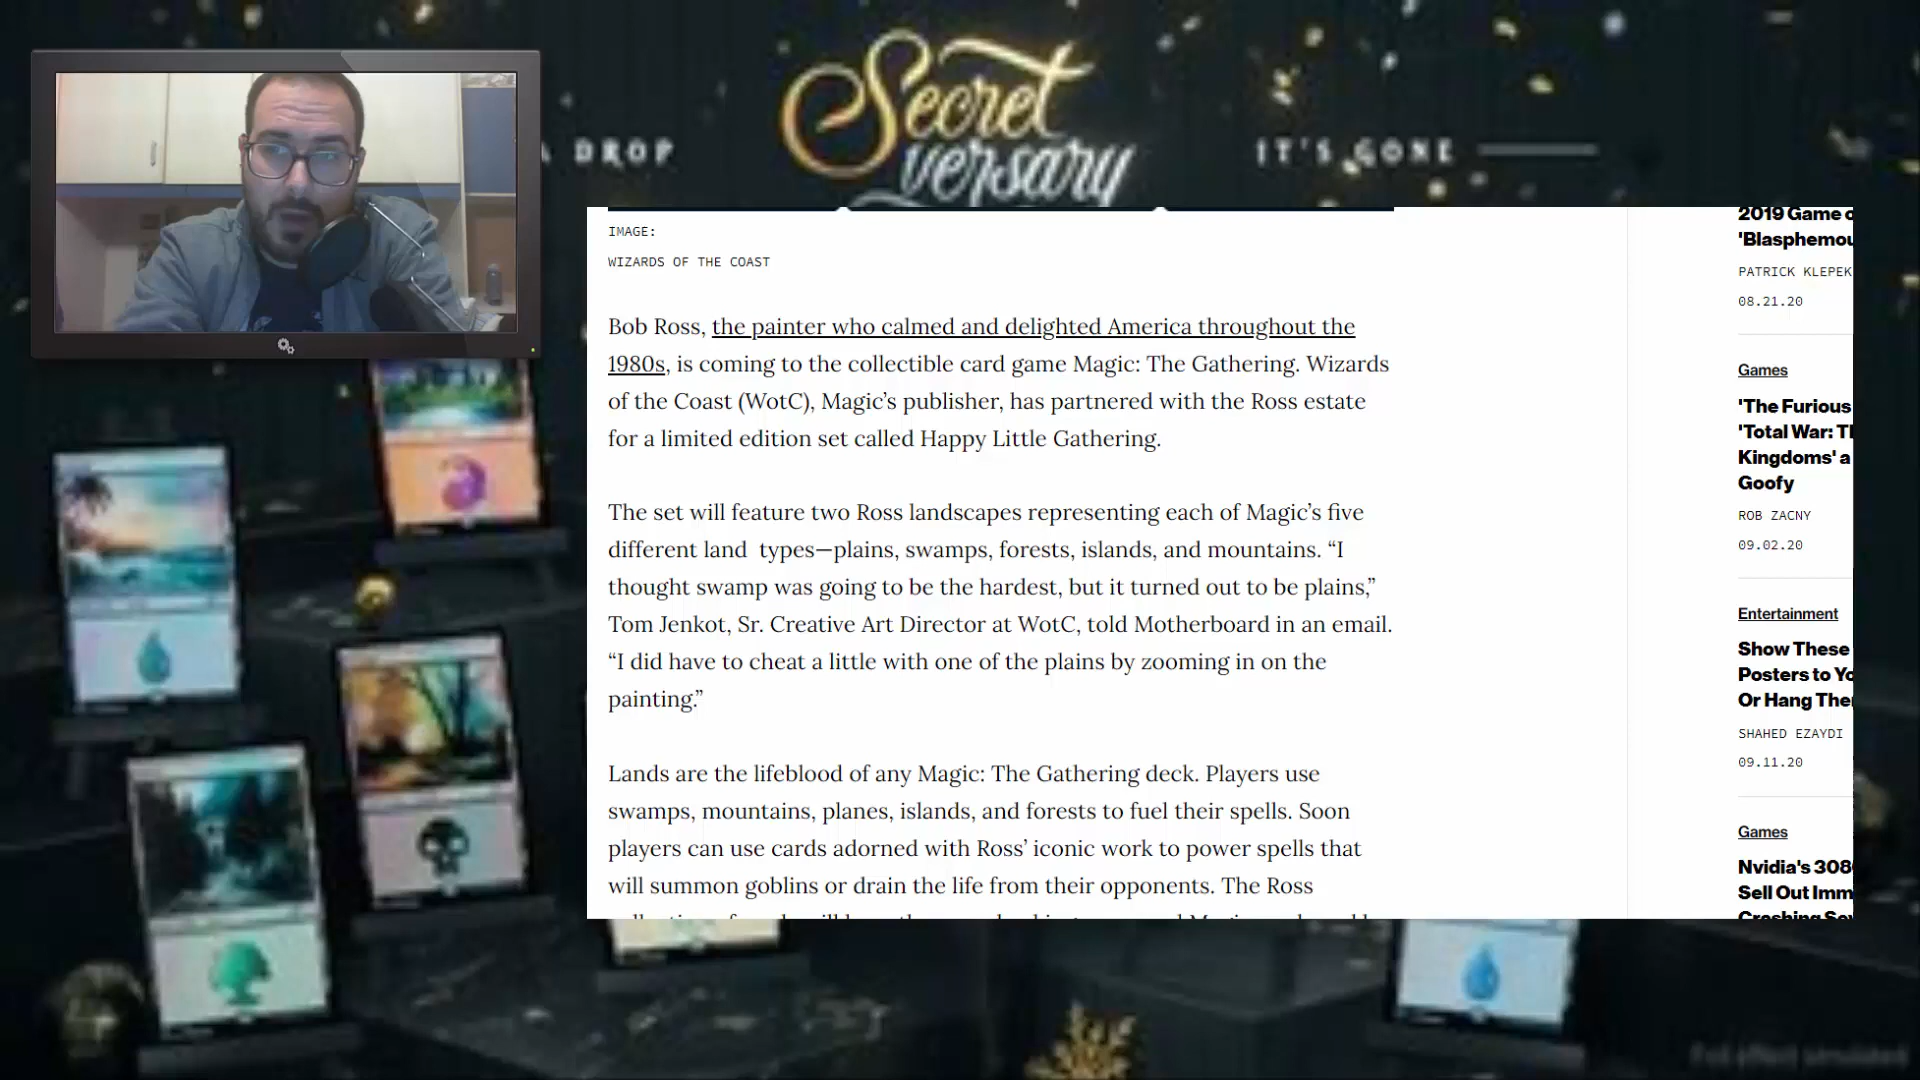 A DROP
Secret
versary
IT'S GONE
IMAGE:
WIZARDS OF THE COAST
Bob Ross, the painter who calmed and delighted America throughout the
1980s, is coming to the collectible card game Magic: The Gathering. Wizards
of the Coast (WotC), Magic’s publisher, has partnered with the Ross estate
for a limited edition set called Happy Little Gathering.
The set will feature two Ross landscapes representing each of Magic’s five
different land  types—plains, swamps, forests, islands, and mountains. “I
thought swamp was going to be the hardest, but it turned out to be plains,”
Tom Jenkot, Sr. Creative Art Director at WotC, told Motherboard in an email.
“I did have to cheat a little with one of the plains by zooming in on the
painting.”
Lands are the lifeblood of any Magic: The Gathering deck. Players use
swamps, mountains, planes, islands, and forests to fuel their spells. Soon
players can use cards adorned with Ross’ iconic work to power spells that
will summon goblins or drain the life from their opponents. The Ross
2019 Game o
'Blasphemou
PATRICK KLEPEK
08.21.20
Games
'The Furious
'Total War: Th
Kingdoms' a
Goofy
ROB ZACNY
09.02.20
Entertainment
Show These
Posters to Yo
Or Hang The
SHAHED EZAYDI
09.11.20
Games
Nvidia's 308
Sell Out Imm
Foil effect simulated